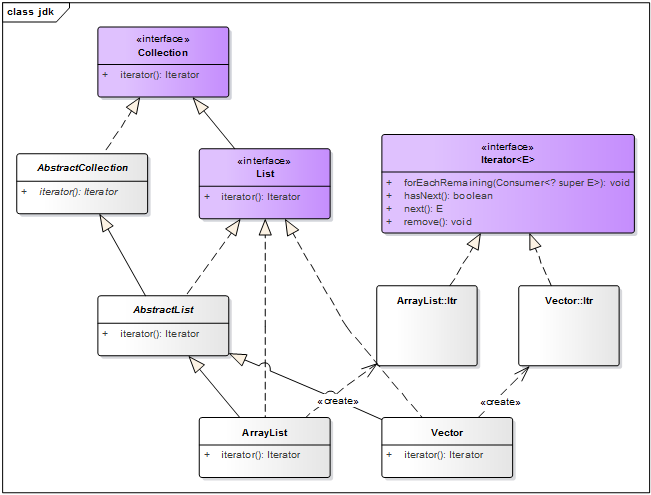 class jdk
«interface»
Collection
+ iterator(): Iterator
AbstractCollection
+ iterator(): Iterator
«interface»
List
+ iterator(): Iterator
«interface»
Iterator<E>
+ forEachRemaining(Consumer<? super E>): void
+ hasNext(): boolean
+ next(): E
+ remove(): void
AbstractList
+ iterator(): Iterator
ArrayList::Itr
Vector::Itr
«create»
«create»
ArrayList
+ iterator(): Iterator
Vector
+ iterator(): Iterator